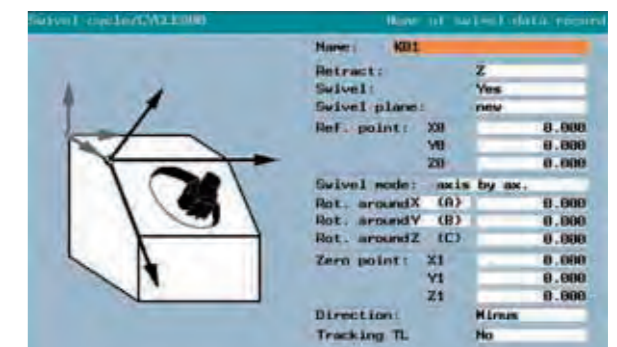 Swivel cycle/CYCLE800
Name of swivel data record
Name: K01
Retract: Z
Swivel: Yes
Swivel plane: new
Ref. point: X0 0.000
Y0 0.000
Z0 0.000
Swivel mode: axis by ax.
Rot. aroundX (A) 0.000
Rot. aroundY (B) 0.000
Rot. aroundZ (C) 0.000
Zero point: X1 0.000
Y1 0.000
Z1 0.000
Direction: Minus
Tracking TL No